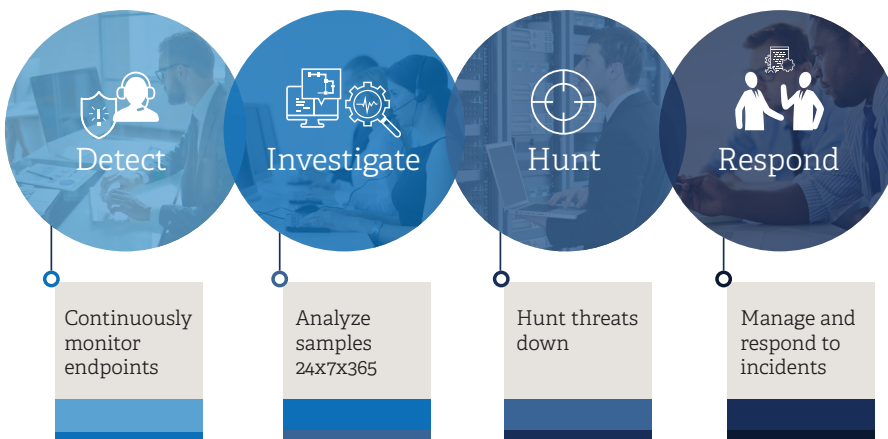 Detect
Investigate
Hunt
Respond
Continuously
monitor
endpoints
Analyze
samples
24x7x365
Hunt threats
down
Manage and
respond to
incidents